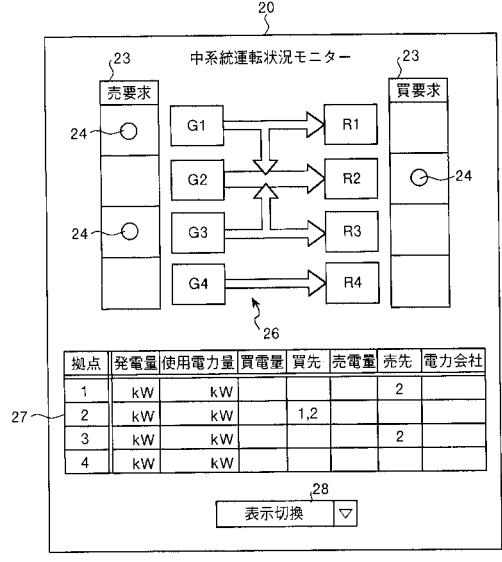 20
中系統運転状況モニター
23
23
売要求
買要求
24
G1
R1
G2
R2
24
24
G3
R3
G4
R4
26
拠点 発電量 使用電力量 買電量 買先 売電量 売先 電力会社
1 kW kW 2
27
2 kW kW 1,2
3 kW kW 2
4 kW kW
28
表示切換